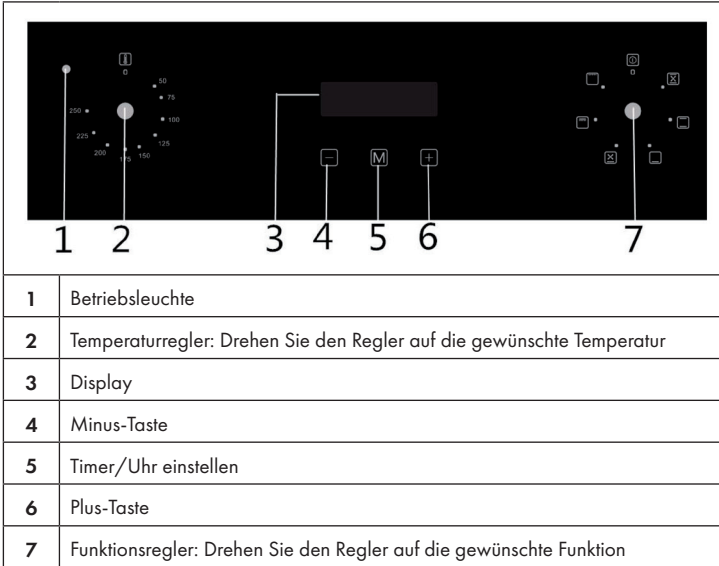 50
75
100
125
150
175
200
225
250
M
1 2 3 4 5 6 7
1 Betriebsleuchte
2 Temperaturregler: Drehen Sie den Regler auf die gewünschte Temperatur
3 Display
4 Minus-Taste
5 Timer/Uhr einstellen
6 Plus-Taste
7 Funktionsregler: Drehen Sie den Regler auf die gewünschte Funktion